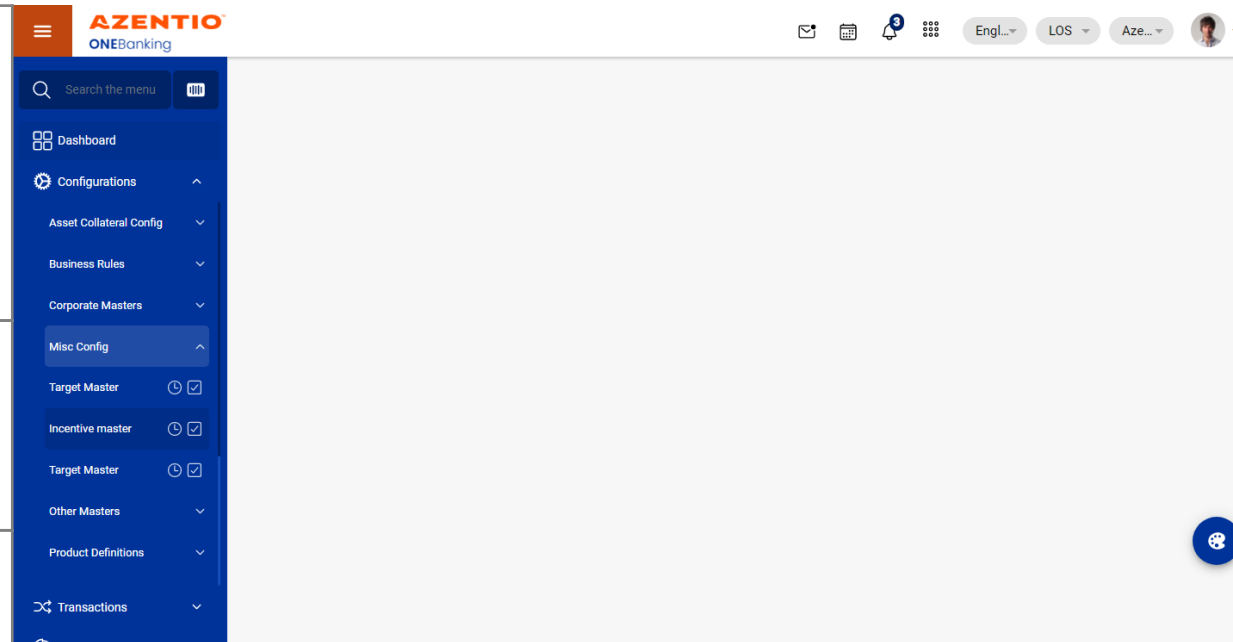 AZENTIO
ONEBanking
3
Engl...
LOS
Aze...
Search the menu
Dashboard
Configurations
Asset Collateral Config
Business Rules
Corporate Masters
Misc Config
Target Master
Incentive master
Target Master
Other Masters
Product Definitions
Transactions